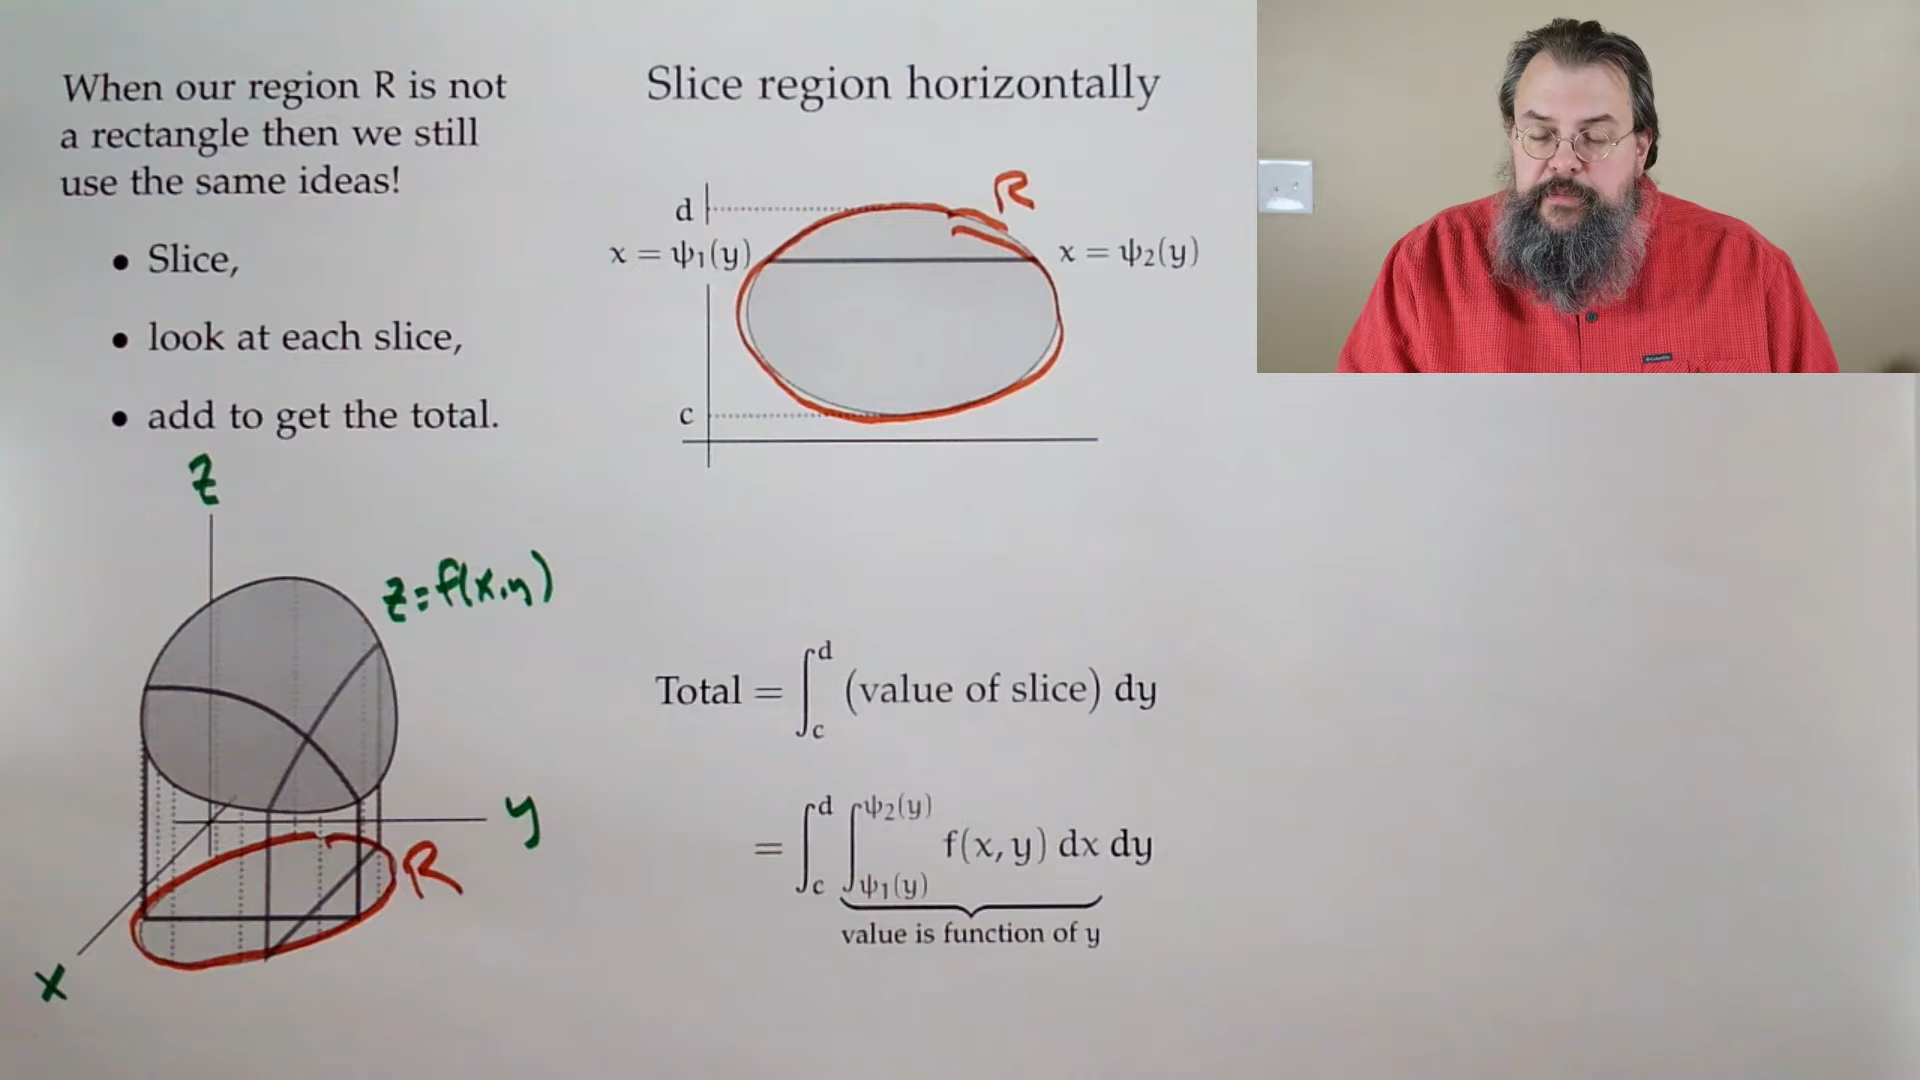 When our region R is not
a rectangle then we still
use the same ideas!
• Slice,
• look at each slice,
• add to get the total.
z
z=f(x,y)
y
R
x
Slice region horizontally
R
d
x = ψ₁(y)
x = ψ₂(y)
c
Total = ∫_c^d (value of slice) dy
= ∫_c^d ∫_{ψ₁(y)}^{ψ₂(y)} f(x, y) dx dy
value is function of y
Columbia